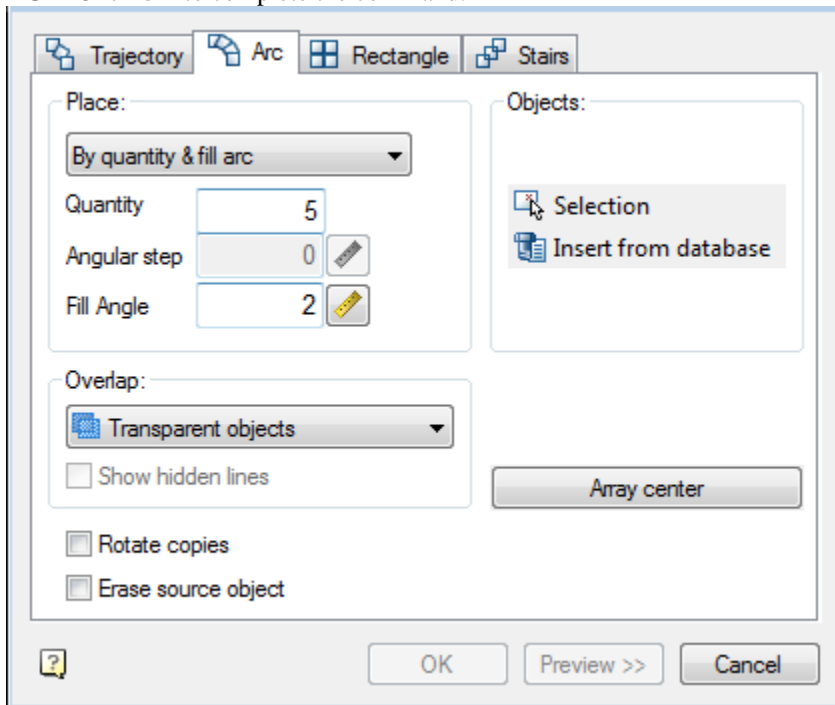 Trajectory Arc Rectangle Stairs
Place:
By quantity & fill arc
Quantity 5
Angular step 0
Fill Angle 2
Objects:
Selection
Insert from database
Overlap:
Transparent objects
Show hidden lines
Array center
Rotate copies
Erase source object
? OK Preview >> Cancel